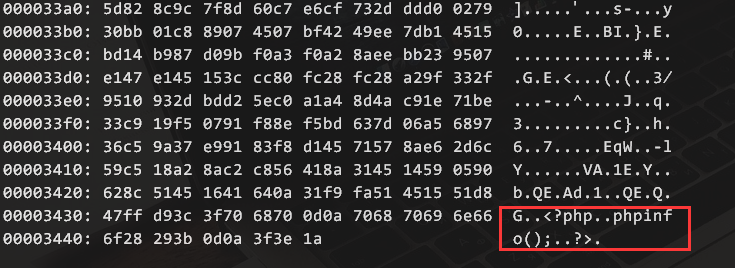 000033a0: 5d82 8c9c 7f8d 60c7 e6cf 732d ddd0 0279 ].....`...s-...y
000033b0: 30bb 01c8 8907 4507 bf42 49ee 7db1 4515 0.....E..BI.}.E.
000033c0: bd14 b987 d09b f0a3 f0a2 8aee bb23 9507 .............#..
000033d0: e147 e145 153c cc80 fc28 fc28 a29f 332f .G.E.<...(.(..3/
000033e0: 9510 932d bdd2 5ec0 a1a4 8d4a c91e 71be ...-..^....J..q.
000033f0: 33c9 19f5 0791 f88e f5bd 637d 06a5 6897 3.........c}..h.
00003400: 36c5 9a37 e991 83f8 d145 7157 8ae6 2d6c 6..7.....EqW..-l
00003410: 59c5 18a2 8ac2 c856 418a 3145 1459 0590 Y......VA.1E.Y..
00003420: 628c 5145 1641 640a 31f9 fa51 4515 51d8 b.QE.Ad.1..QE.Q.
00003430: 47ff d93c 3f70 6870 0d0a 7068 7069 6e66 G..<?php..phpinf
00003440: 6f28 293b 0d0a 3f3e 1a o();..?>.